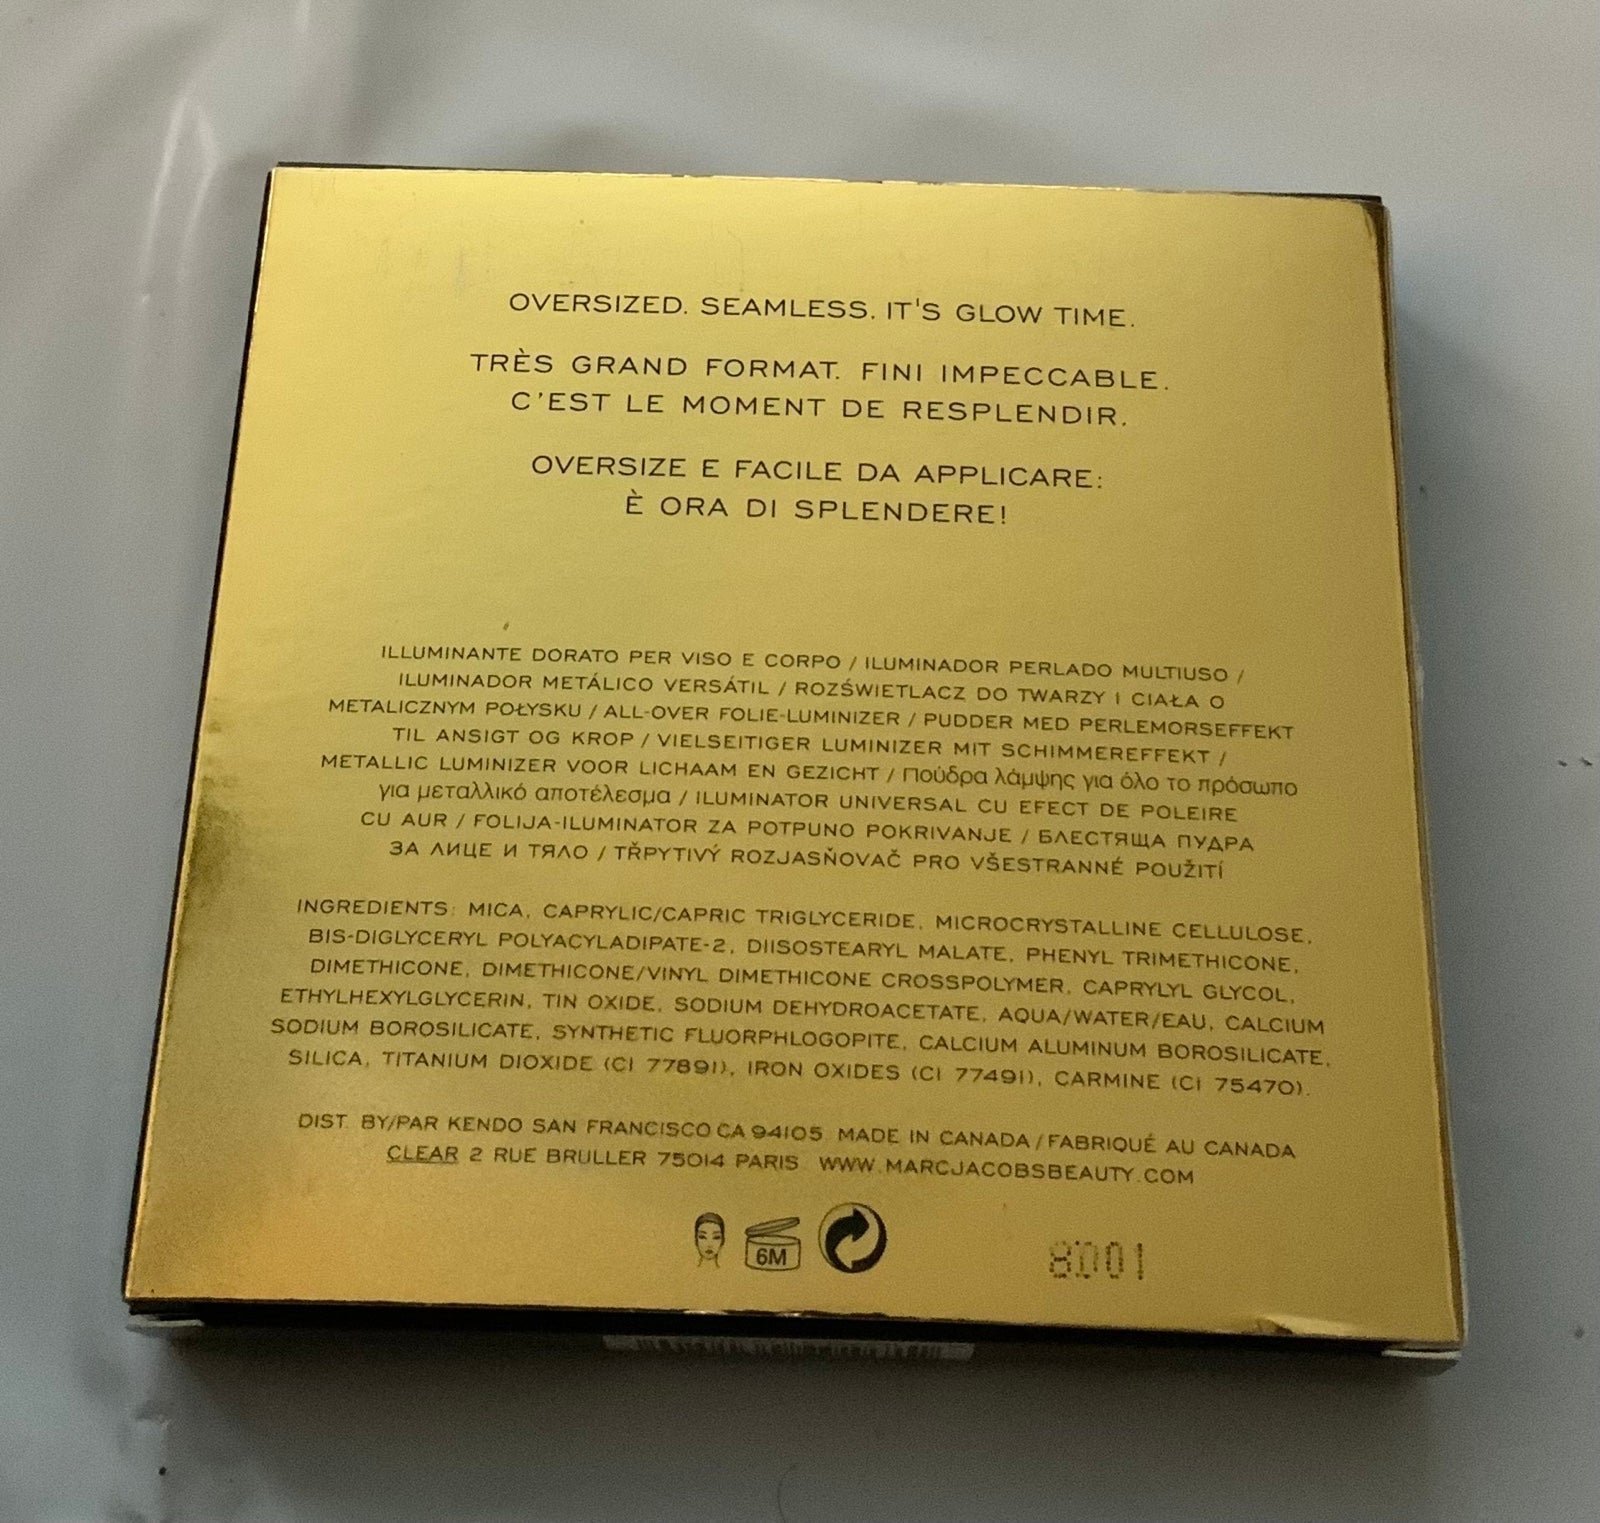 OVERSIZED. SEAMLESS. IT'S GLOW TIME.
TRÈS GRAND FORMAT. FINI IMPECCABLE.
C'EST LE MOMENT DE RESPLENDIR.
OVERSIZE E FACILE DA APPLICARE:
È ORA DI SPLENDERE!
ILLUMINANTE DORATO PER VISO E CORPO / ILUMINADOR PERLADO MULTIUSO /
ILUMINADOR METÁLICO VERSÁTIL / ROZŚWIETLACZ DO TWARZY I CIAŁA O
METALICZNYM POŁYSKU / ALL-OVER FOLIE-LUMINIZER / PUDDER MED PERLEMORSEFFEKT
TIL ANSIGT OG KROP / VIELSEITIGER LUMINIZER MIT SCHIMMEREFFEKT /
METALLIC LUMINIZER VOOR LICHAAM EN GEZICHT / Πούδρα λάμψης για όλο το πρόσωπο
για μεταλλικό αποτέλεσμα / ILUMINATOR UNIVERSAL CU EFECT DE POLEIRE
CU AUR / FOLIJA-ILUMINATOR ZA POTPUNO POKRIVANJE / БЛЕСТЯЩА ПУДРА
ЗА ЛИЦЕ И ТЯЛО / TŘPYTIVÝ ROZJASŇOVAČ PRO VŠESTRANNÉ POUŽITÍ
INGREDIENTS: MICA, CAPRYLIC/CAPRIC TRIGLYCERIDE, MICROCRYSTALLINE CELLULOSE,
BIS-DIGLYCERYL POLYACYLADIPATE-2, DIISOSTEARYL MALATE, PHENYL TRIMETHICONE,
DIMETHICONE, DIMETHICONE/VINYL DIMETHICONE CROSSPOLYMER, CAPRYLYL GLYCOL,
ETHYLHEXYLGLYCERIN, TIN OXIDE, SODIUM DEHYDROACETATE, AQUA/WATER/EAU, CALCIUM
SODIUM BOROSILICATE, SYNTHETIC FLUORPHLOGOPITE, CALCIUM ALUMINUM BOROSILICATE,
SILICA, TITANIUM DIOXIDE (CI 77891), IRON OXIDES (CI 77491), CARMINE (CI 75470).
DIST. BY/PAR KENDO SAN FRANCISCO CA 94105 MADE IN CANADA / FABRIQUÉ AU CANADA
CLEAR 2 RUE BRULLER 75014 PARIS WWW.MARCJACOBSBEAUTY.COM
6M
8D01